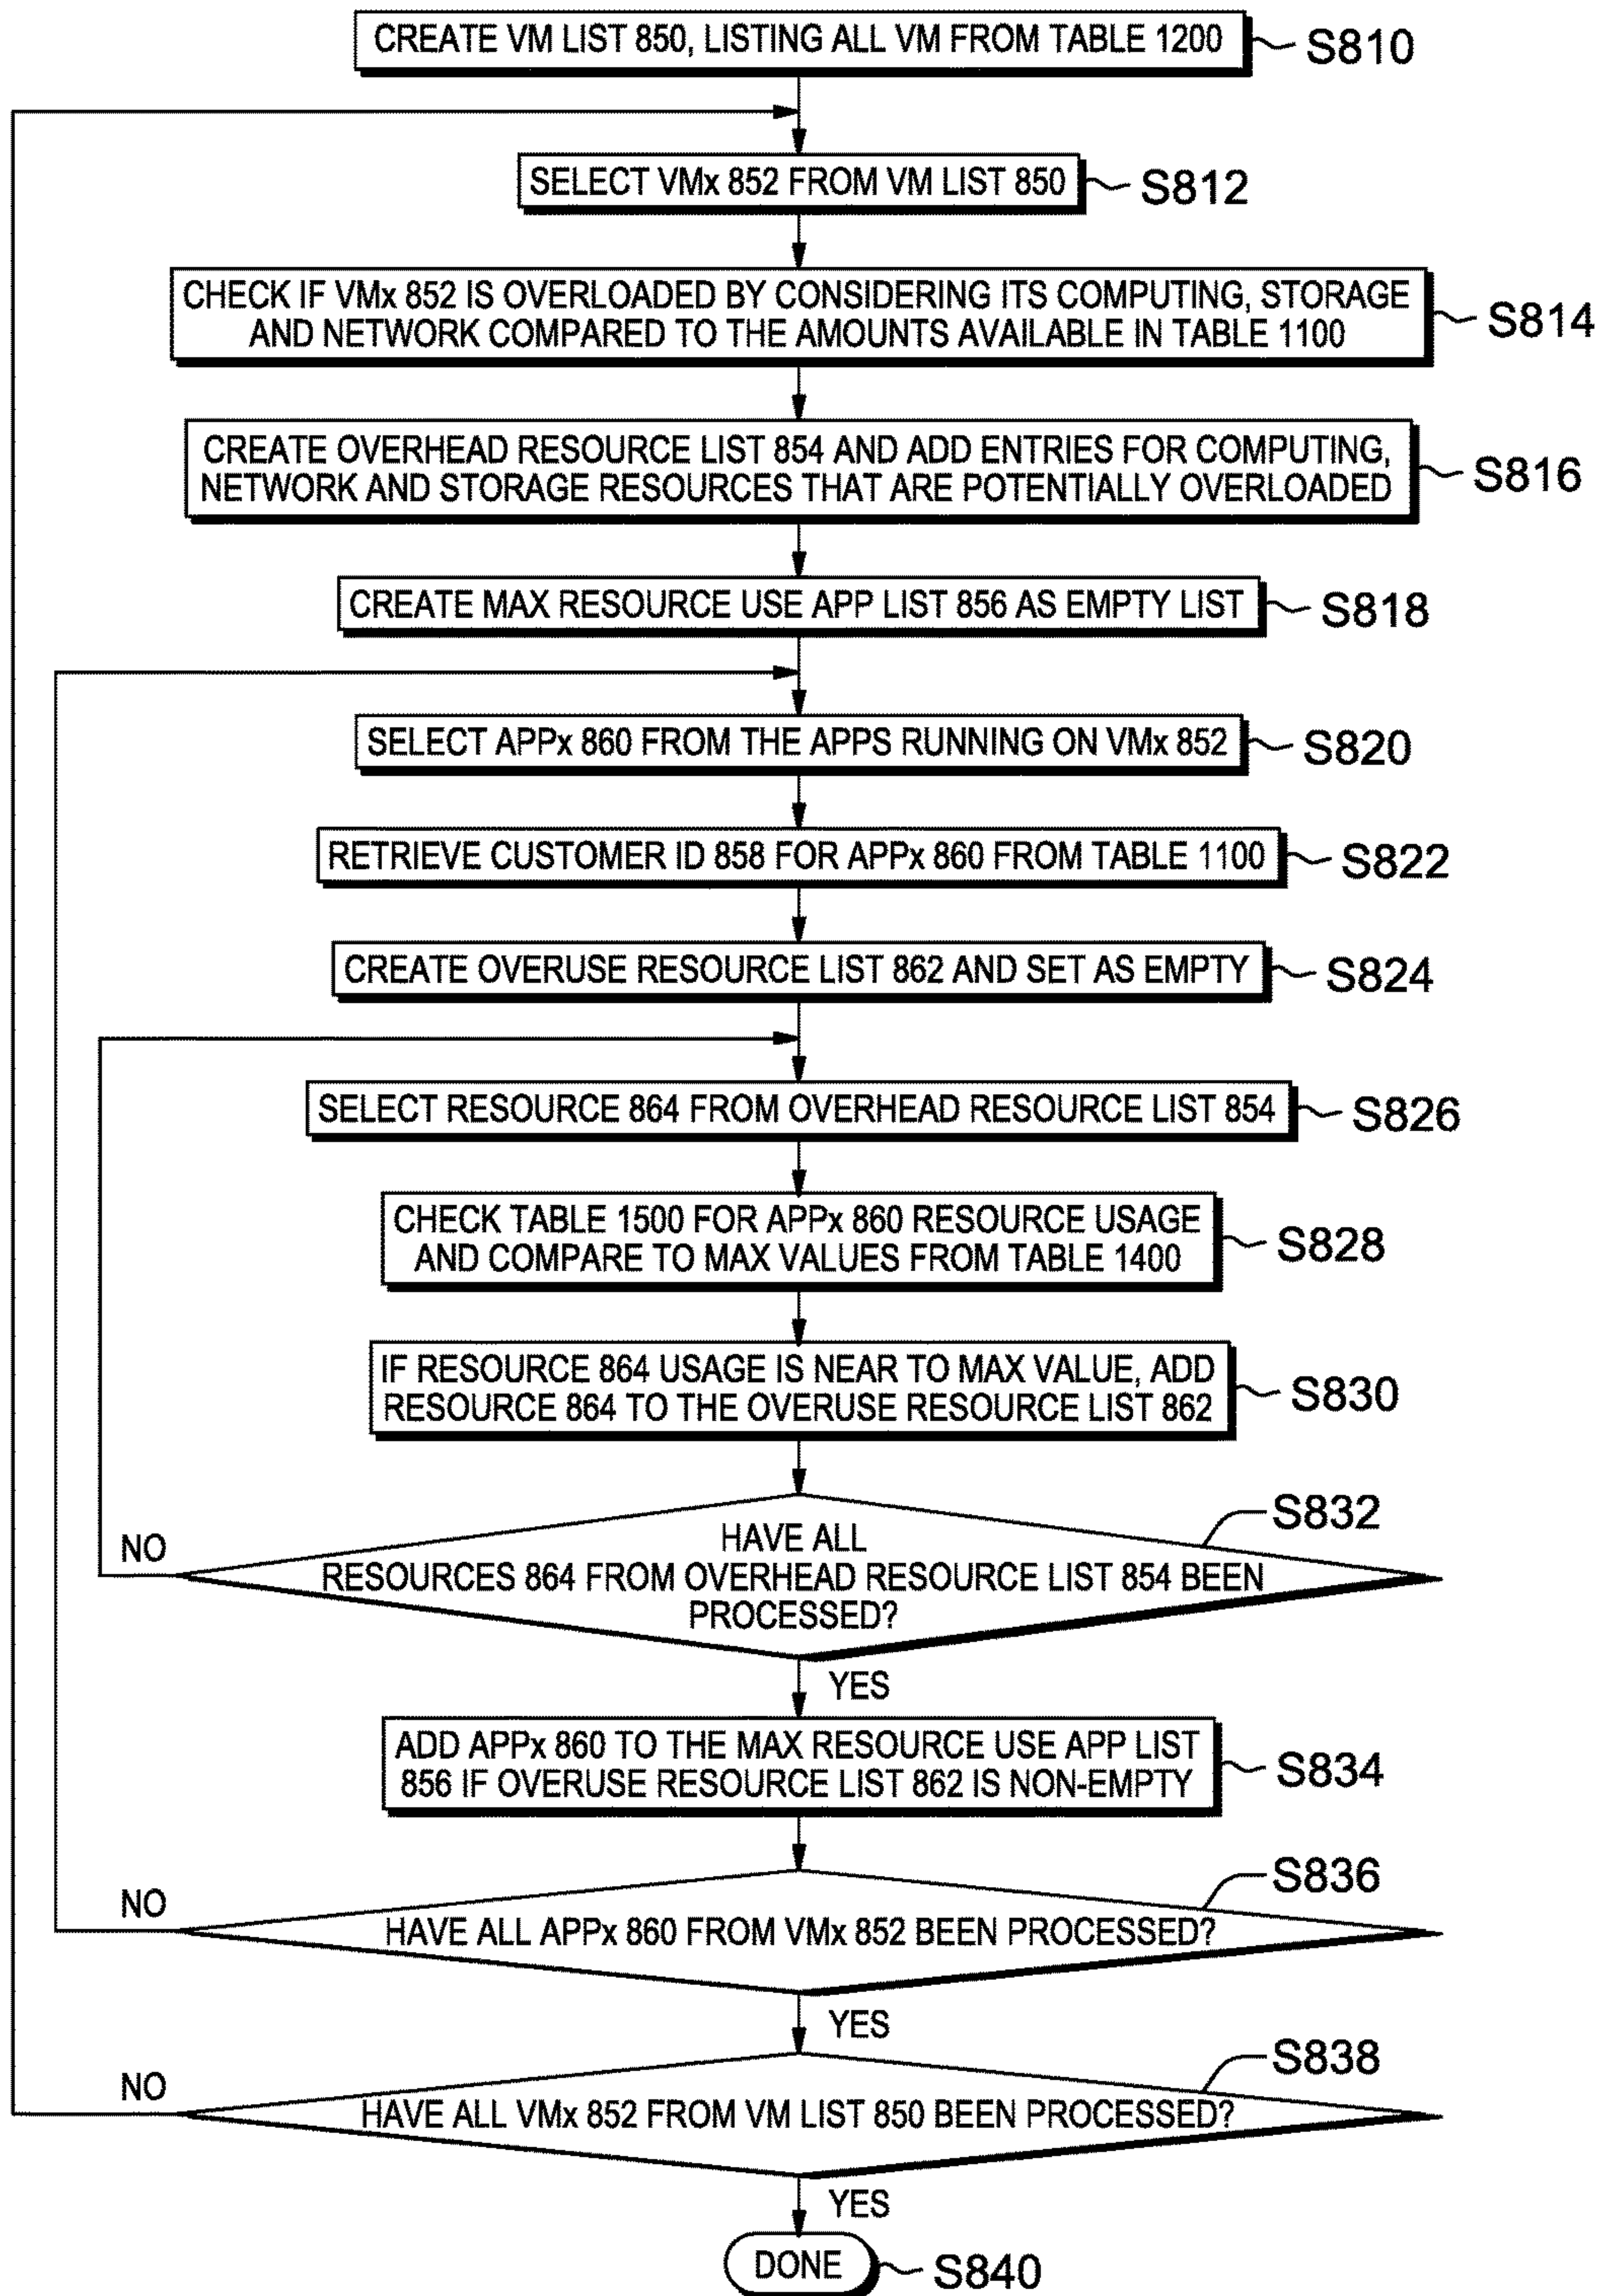 CREATE VM LIST 850, LISTING ALL VM FROM TABLE 1200
S810
SELECT VMx 852 FROM VM LIST 850
S812
CHECK IF VMx 852 IS OVERLOADED BY CONSIDERING ITS COMPUTING, STORAGE
AND NETWORK COMPARED TO THE AMOUNTS AVAILABLE IN TABLE 1100
S814
CREATE OVERHEAD RESOURCE LIST 854 AND ADD ENTRIES FOR COMPUTING,
NETWORK AND STORAGE RESOURCES THAT ARE POTENTIALLY OVERLOADED
S816
CREATE MAX RESOURCE USE APP LIST 856 AS EMPTY LIST
S818
SELECT APPx 860 FROM THE APPS RUNNING ON VMx 852
S820
RETRIEVE CUSTOMER ID 858 FOR APPx 860 FROM TABLE 1100
S822
CREATE OVERUSE RESOURCE LIST 862 AND SET AS EMPTY
S824
SELECT RESOURCE 864 FROM OVERHEAD RESOURCE LIST 854
S826
CHECK TABLE 1500 FOR APPx 860 RESOURCE USAGE
AND COMPARE TO MAX VALUES FROM TABLE 1400
S828
IF RESOURCE 864 USAGE IS NEAR TO MAX VALUE, ADD
RESOURCE 864 TO THE OVERUSE RESOURCE LIST 862
S830
S832
NO
HAVE ALL
RESOURCES 864 FROM OVERHEAD RESOURCE LIST 854 BEEN
PROCESSED?
YES
ADD APPx 860 TO THE MAX RESOURCE USE APP LIST
856 IF OVERUSE RESOURCE LIST 862 IS NON-EMPTY
S834
S836
NO
HAVE ALL APPx 860 FROM VMx 852 BEEN PROCESSED?
YES
S838
NO
HAVE ALL VMx 852 FROM VM LIST 850 BEEN PROCESSED?
YES
DONE
S840